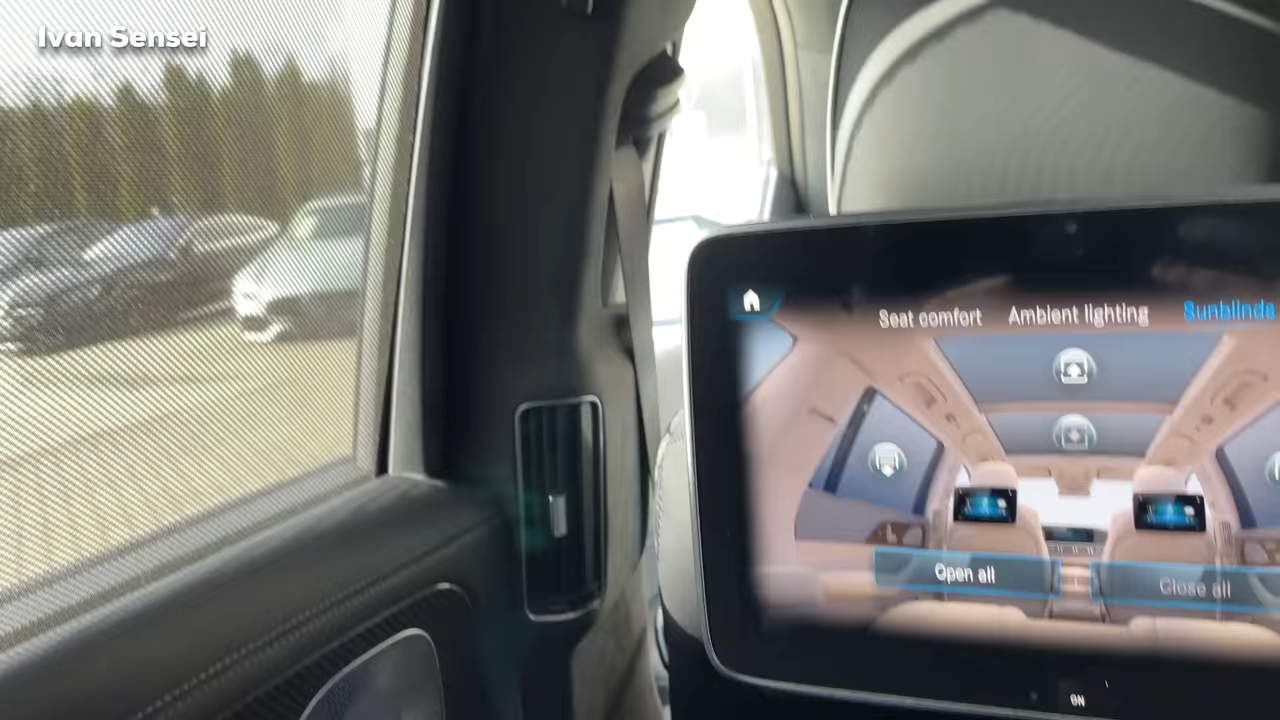 Ivan Sensei
Seat comfort Ambient lighting Sunblinds
Open all Close all
ON